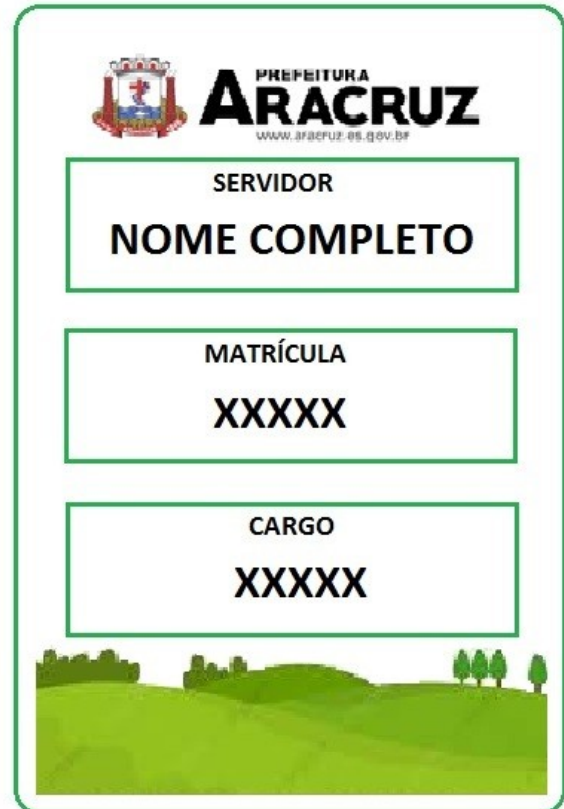 PREFEITURA
ARACRUZ
www.aracruz.es.gov.br
SERVIDOR
NOME COMPLETO
MATRÍCULA
XXXXX
CARGO
XXXXX